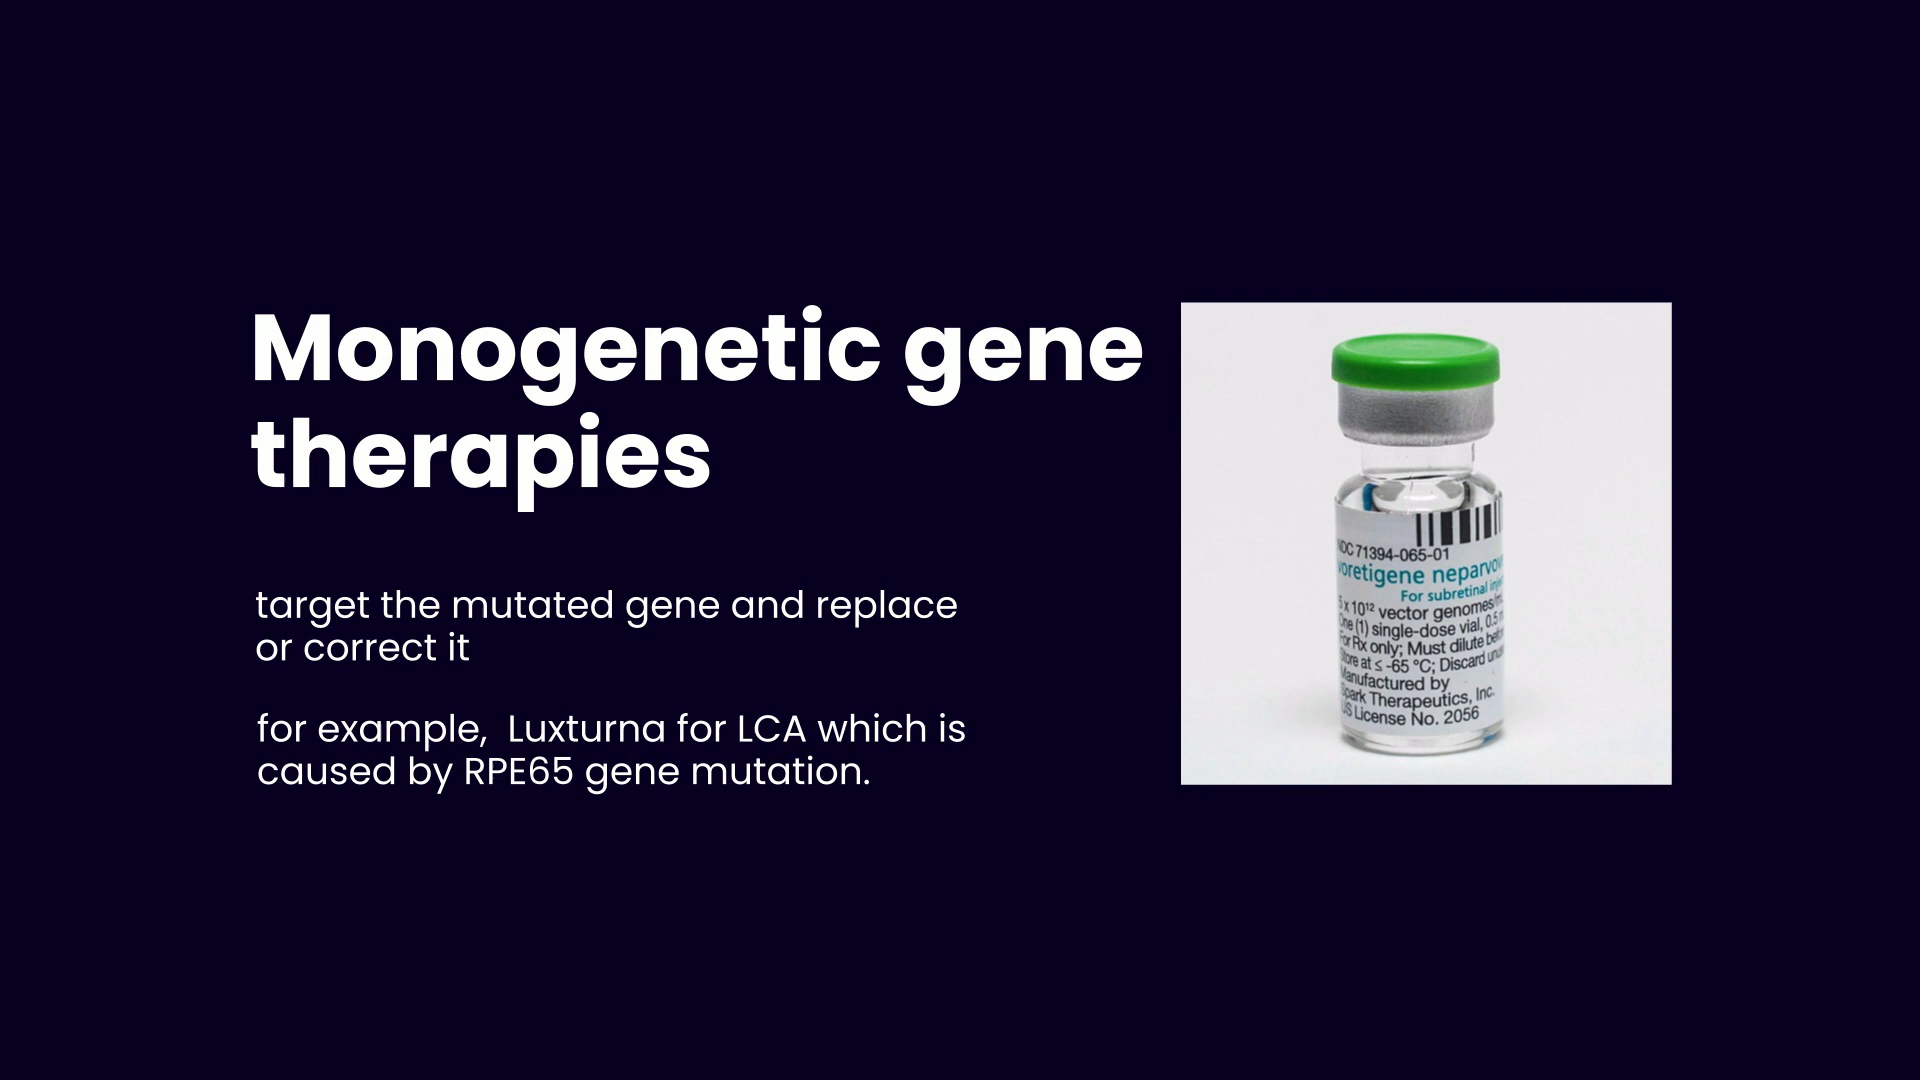 Monogenetic gene
therapies
target the mutated gene and replace
or correct it
for example,  Luxturna for LCA which is
caused by RPE65 gene mutation.
NDC 71394-065-01
voretigene
For subretinal
5 x 10¹² vector genomes/
One (1) single-dose vial, 0.5
For Rx only; Must dilute
Store at ≤ -65 °C; Discard
Manufactured by
Spark Therapeutics, Inc.
US License No. 2056